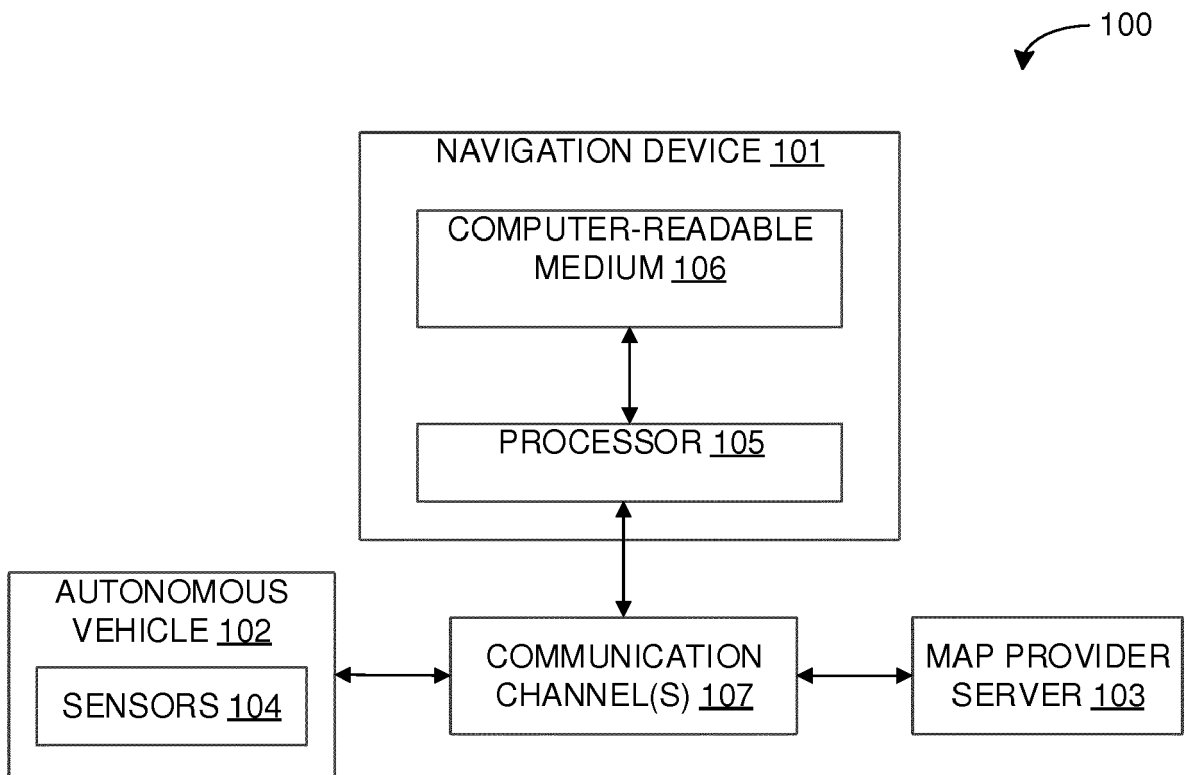 100
NAVIGATION DEVICE 101
COMPUTER-READABLE
MEDIUM 106
PROCESSOR 105
AUTONOMOUS
VEHICLE 102
SENSORS 104
COMMUNICATION
CHANNEL(S) 107
MAP PROVIDER
SERVER 103